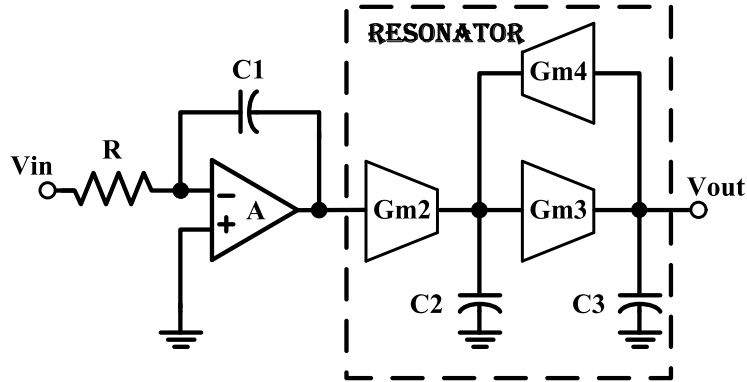 RESONATOR
C1
Gm4
Vin
R
A
Gm2
Gm3
Vout
C2
C3